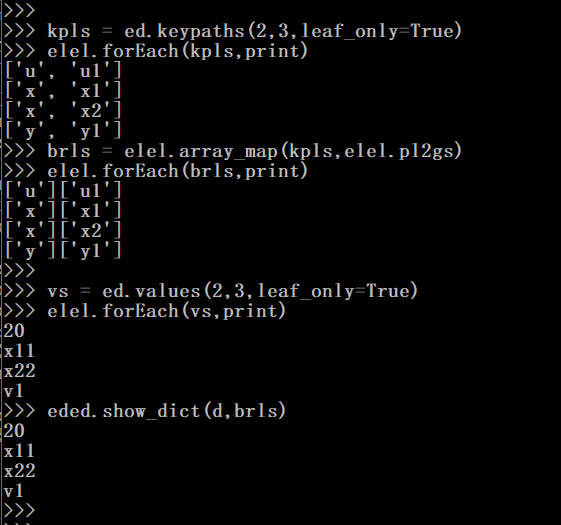 >>>
>>> kpls = ed.keypaths(2,3,leaf_only=True)
>>> elel.forEach(kpls,print)
['u', 'u1']
['x', 'x1']
['x', 'x2']
['y', 'y1']
>>> brls = elel.array_map(kpls,elel.pl2gs)
>>> elel.forEach(brls,print)
['u']['u1']
['x']['x1']
['x']['x2']
['y']['y1']
>>>
>>> vs = ed.values(2,3,leaf_only=True)
>>> elel.forEach(vs,print)
20
x11
x22
v1
>>> eded.show_dict(d,brls)
20
x11
x22
v1
>>>